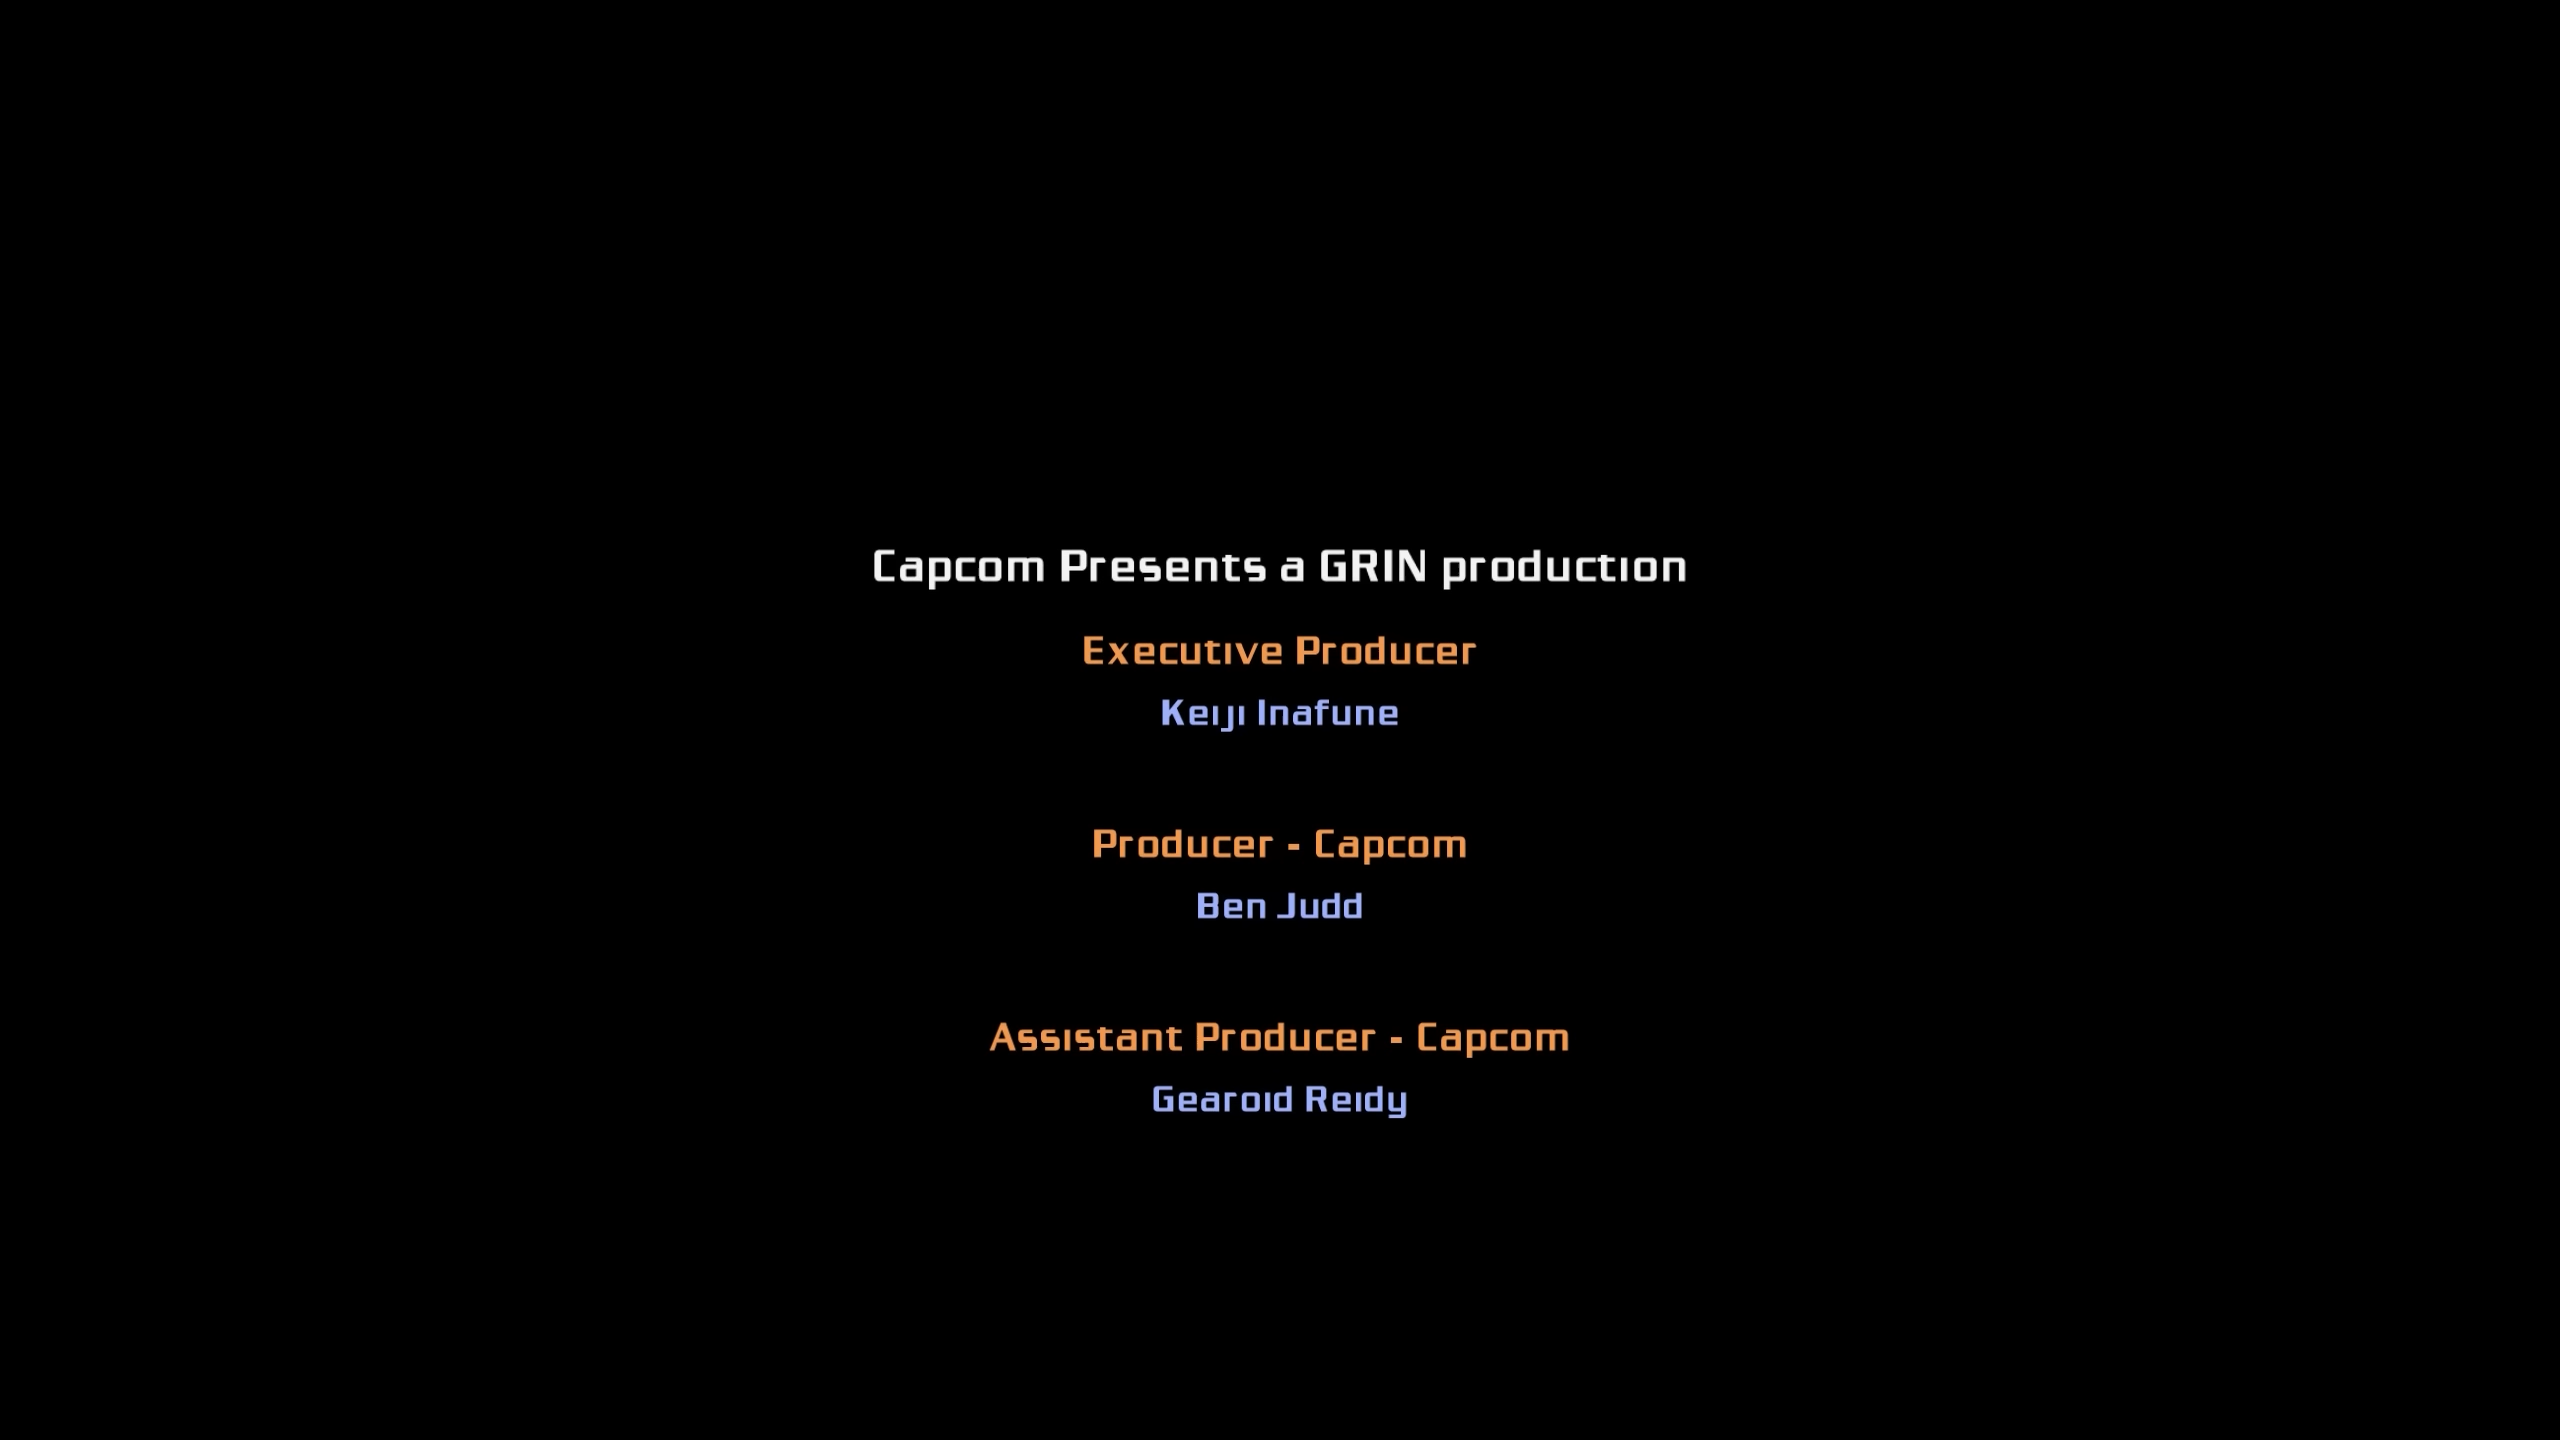 Capcom Presents a GRIN production
Executive Producer
Keiji Inafune
Producer - Capcom
Ben Judd
Assistant Producer - Capcom
Gearoid Reidy